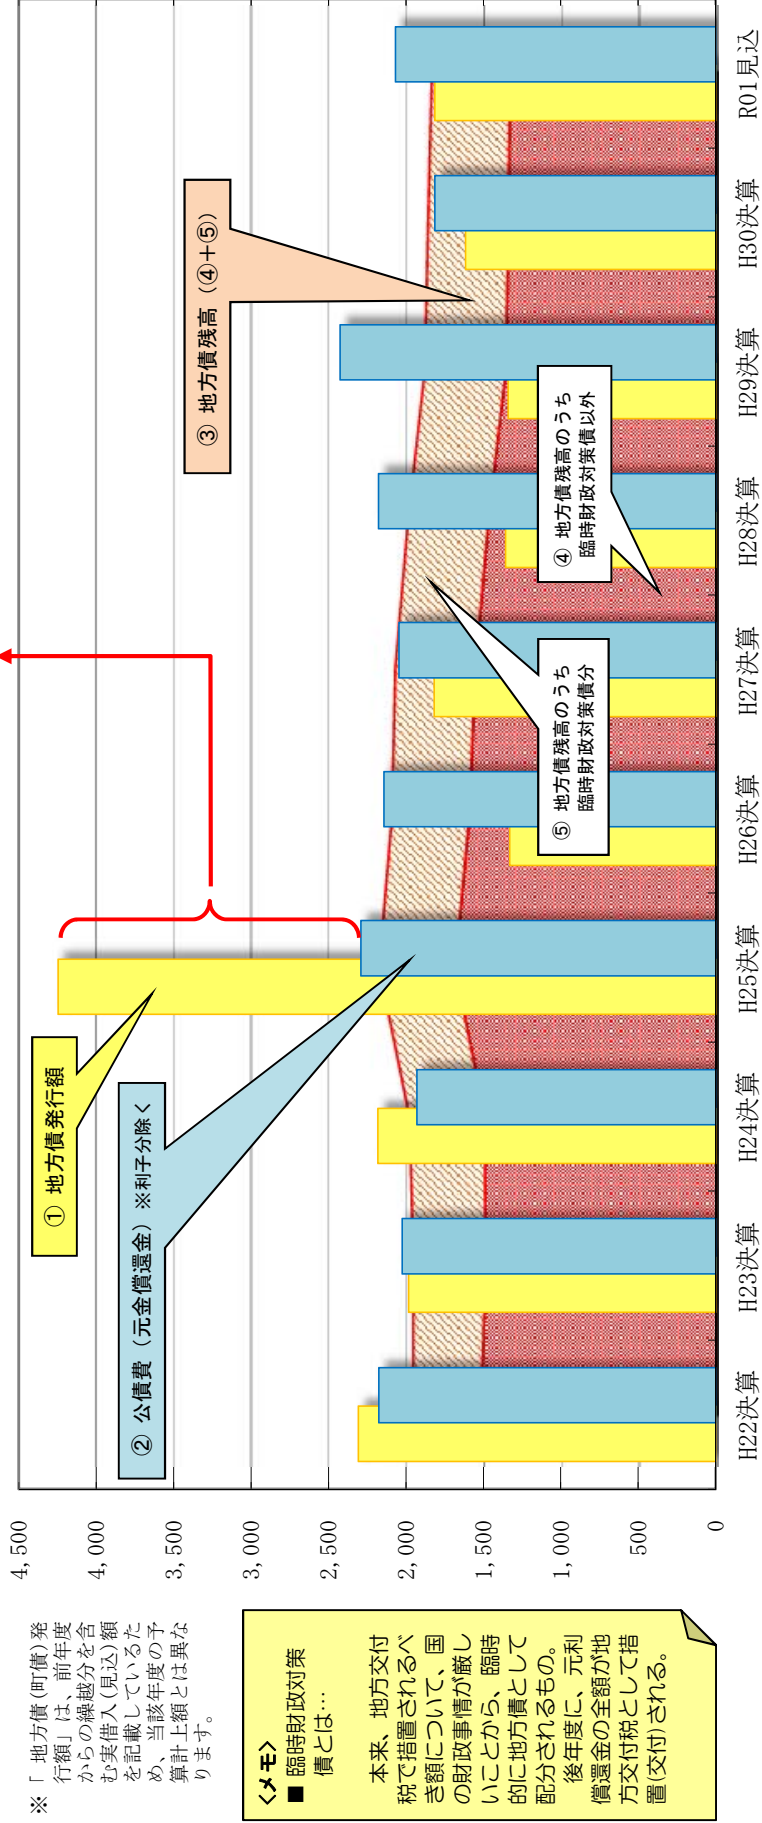 ※「地方債(町債)発
行額」は、前年度
からの繰越分を含
む実借入(見込)額
を記載しているた
め、当該年度の予
算計上額とは異な
ります。
<メモ>
■ 臨時財政対策
債とは…
本来、地方交付
税で措置されるべ
き額について、国
の財政事情が厳し
いことから、臨時
的に地方債として
配分されるもの。
後年度に、元利
償還金の全額が地
方交付税として措
置(交付)される。
4,500
4,000
3,500
3,000
2,500
2,000
1,500
1,000
500
0
① 地方債発行額
② 公債費(元金償還金)※利子分除く
③ 地方債残高(④+⑤)
⑤ 地方債残高のうち
臨時財政対策債分
④ 地方債残高のうち
臨時財政対策債以外
H22決算
H23決算
H24決算
H25決算
H26決算
H27決算
H28決算
H29決算
H30決算
R01見込